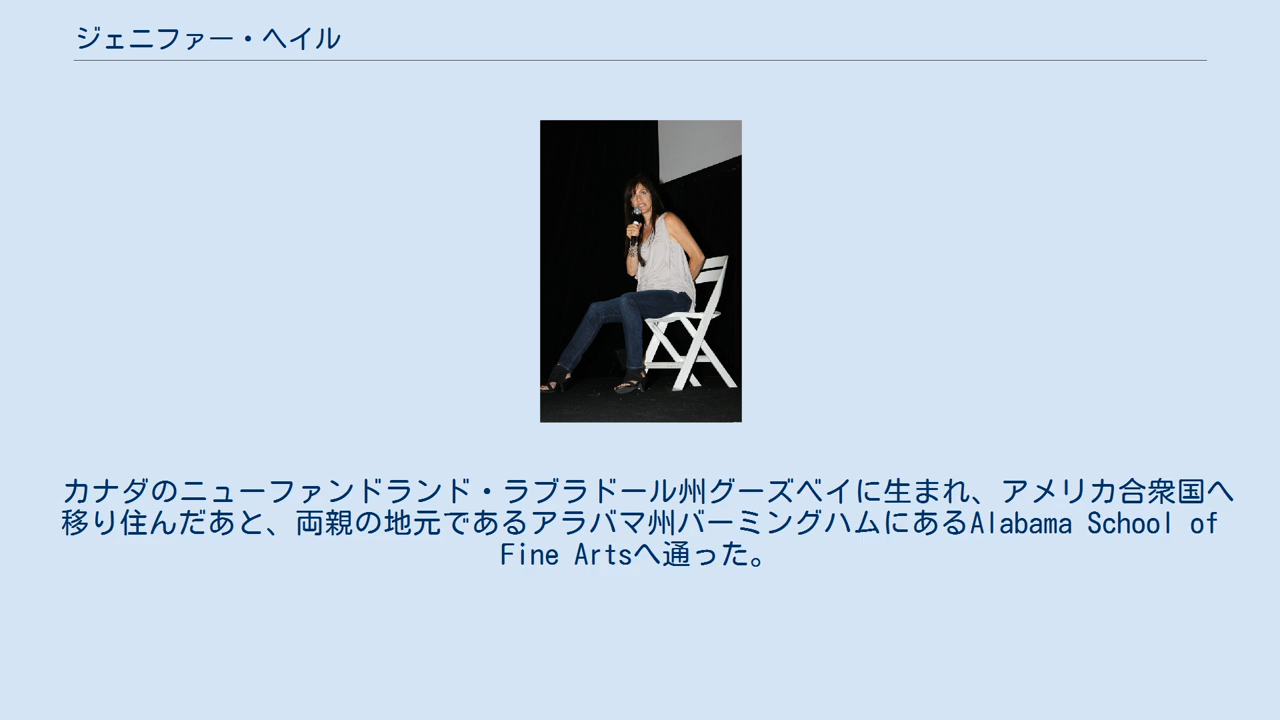 ジェニファー・ヘイル
カナダのニューファンドランド・ラブラドール州グーズベイに生まれ、アメリカ合衆国へ
移り住んだあと、両親の地元であるアラバマ州バーミングハムにあるAlabama School of
Fine Artsへ通った。